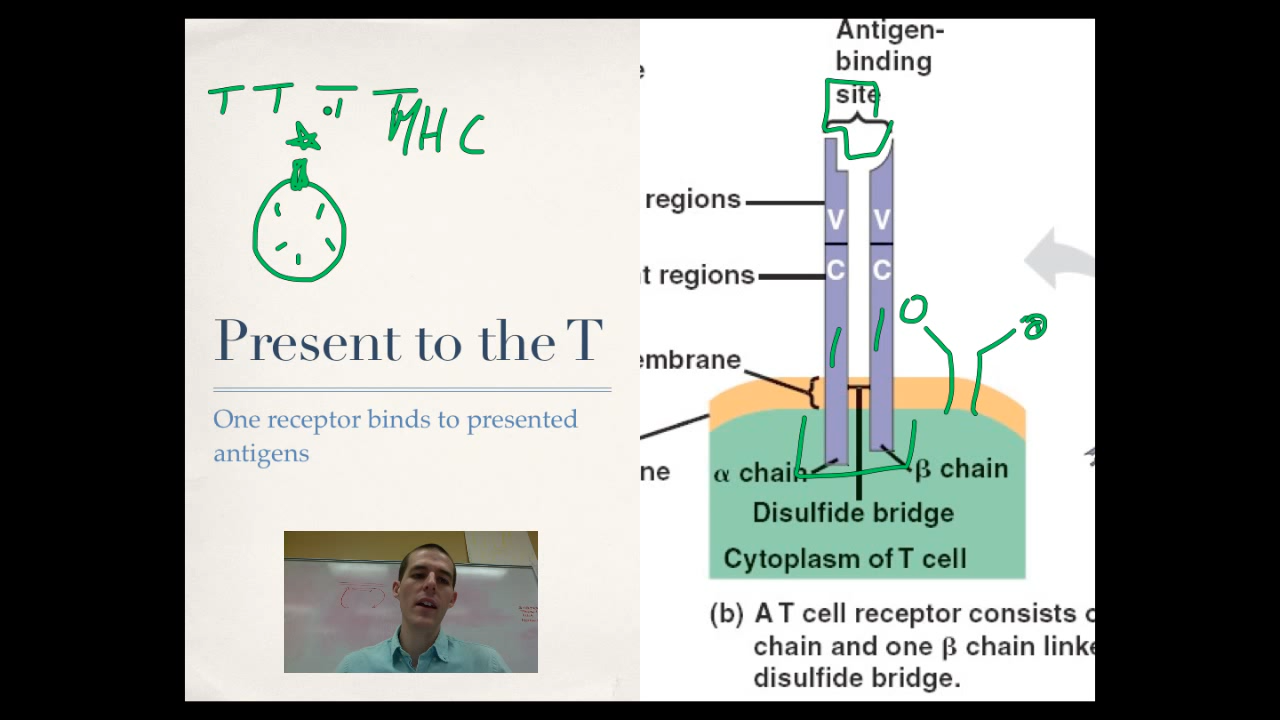 T T T T
MHC
Present to the T
One receptor binds to presented
antigens
Antigen-
binding
site
regions
V V
t regions
C C
embrane
ne
α chain
β chain
Disulfide bridge
Cytoplasm of T cell
(b) A T cell receptor consists o
chain and one β chain linke
disulfide bridge.